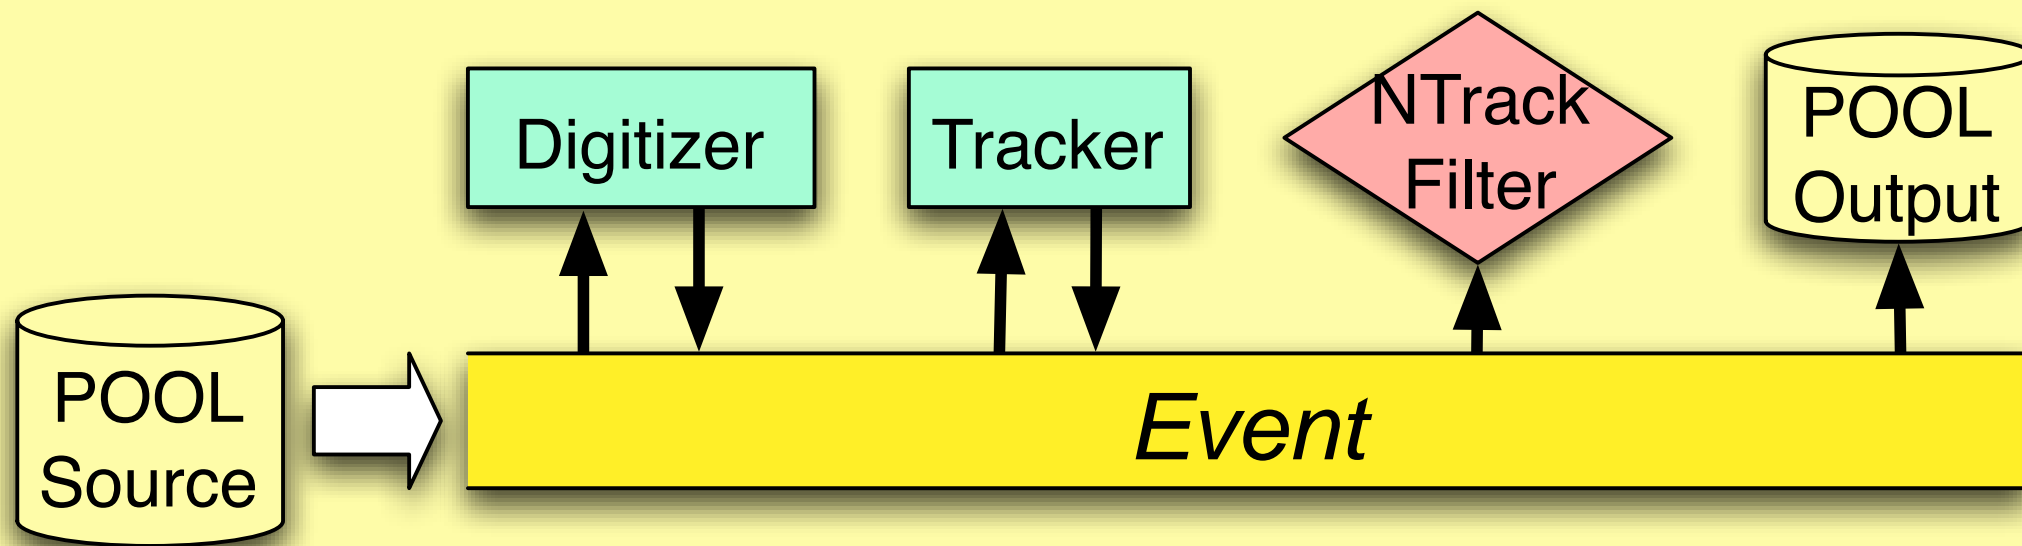 Digitizer
Tracker
NTrack
Filter
POOL
Output
POOL
Source
Event